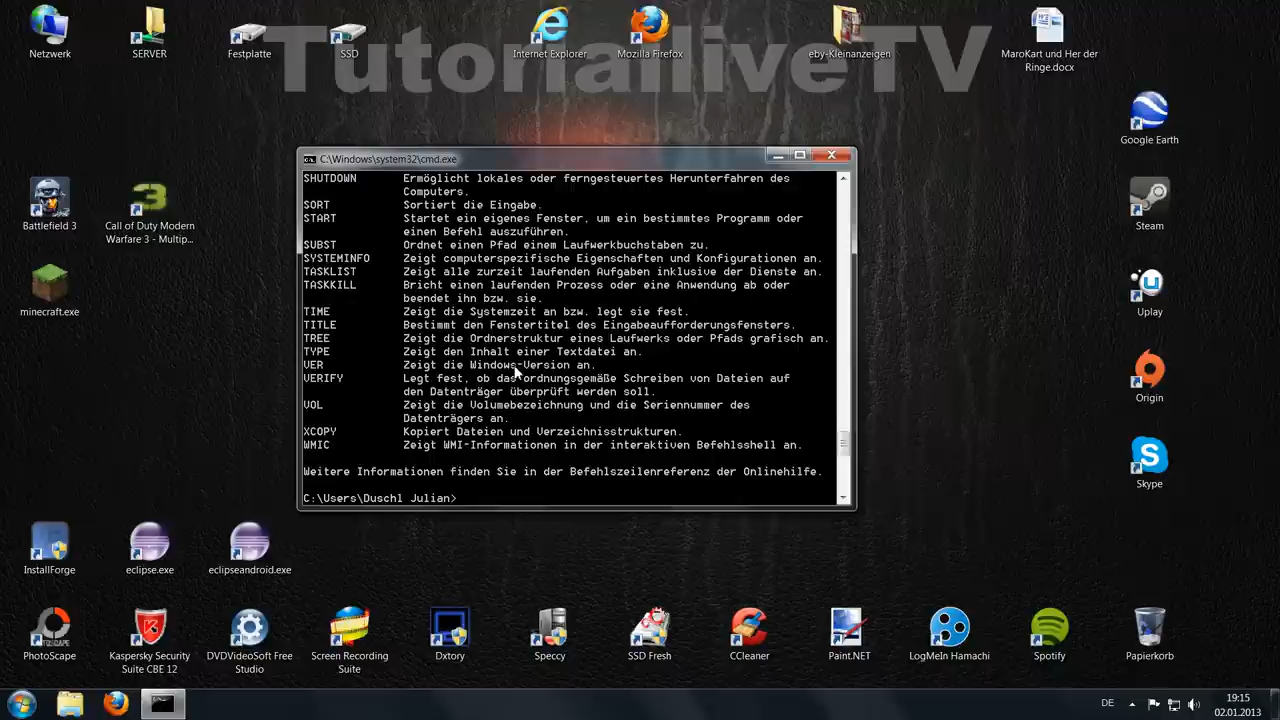 Netzwerk
SERVER
Festplatte
SSD
Internet Explorer
Mozilla Firefox
eby-Kleinanzeigen
MaroKart und Her der
Ringe.docx
TutorialliveTV
Google Earth
C:\Windows\system32\cmd.exe
SHUTDOWN Ermöglicht lokales oder ferngesteuertes Herunterfahren des
Computers.
SORT Sortiert die Eingabe.
START Startet ein eigenes Fenster, um ein bestimmtes Programm oder
einen Befehl auszuführen.
SUBST Ordnet einen Pfad einem Laufwerkbuchstaben zu.
SYSTEMINFO Zeigt computerspezifische Eigenschaften und Konfigurationen an.
TASKLIST Zeigt alle zurzeit laufenden Aufgaben inklusive der Dienste an.
TASKKILL Bricht einen laufenden Prozess oder eine Anwendung ab oder
beendet ihn bzw. sie.
TIME Zeigt die Systemzeit an bzw. legt sie fest.
TITLE Bestimmt den Fenstertitel des Eingabeaufforderungsfensters.
TREE Zeigt die Ordnerstruktur eines Laufwerks oder Pfads grafisch an.
TYPE Zeigt den Inhalt einer Textdatei an.
VER Zeigt die Windows-Version an.
VERIFY Legt fest, ob das ordnungsgemäße Schreiben von Dateien auf
den Datenträger überprüft werden soll.
VOL Zeigt die Volumebezeichnung und die Seriennummer des
Datenträgers an.
XCOPY Kopiert Dateien und Verzeichnisstrukturen.
WMIC Zeigt WMI-Informationen in der interaktiven Befehlsshell an.
Weitere Informationen finden Sie in der Befehlszeilenreferenz der Onlinehilfe.
C:\Users\Duschl Julian>
Battlefield 3
Call of Duty Modern
Warfare 3 - Multip...
Steam
minecraft.exe
Uplay
Origin
Skype
InstallForge
eclipse.exe
eclipseandroid.exe
PhotoScape
Kaspersky Security
Suite CBE 12
DVDVideoSoft Free
Studio
Screen Recording
Suite
Dxtory
Speccy
SSD Fresh
CCleaner
Paint.NET
LogMeIn Hamachi
Spotify
Papierkorb
DE
19:15
02.01.2013